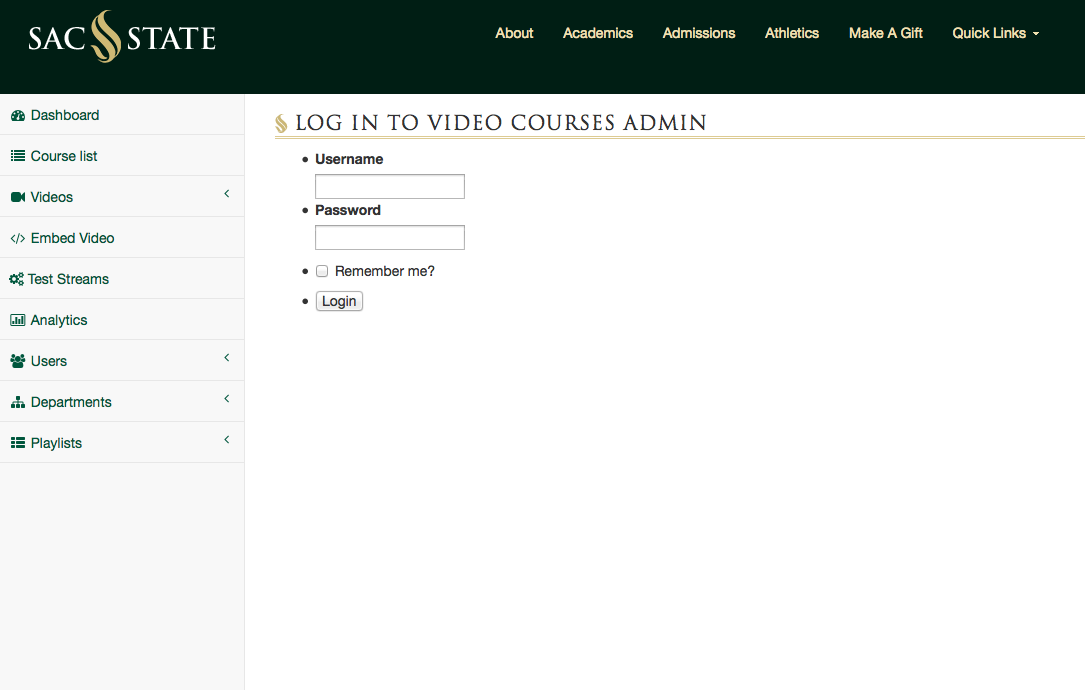 SAC STATE
About Academics Admissions Athletics Make A Gift Quick Links
Dashboard
Course list
Videos
Embed Video
Test Streams
Analytics
Users
Departments
Playlists
LOG IN TO VIDEO COURSES ADMIN
Username
Password
Remember me?
Login